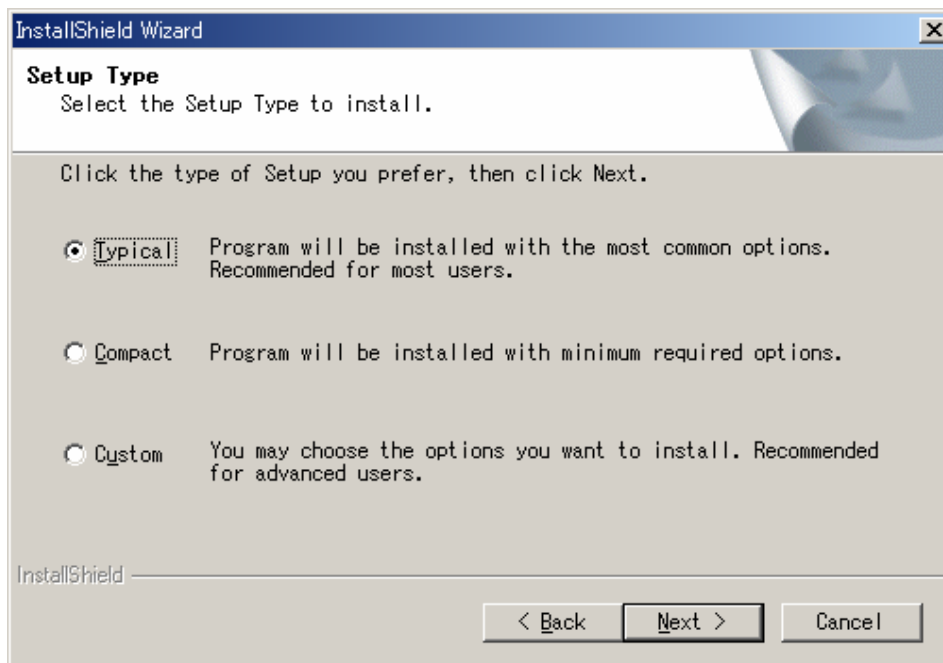 InstallShield Wizard
Setup Type
Select the Setup Type to install.
Click the type of Setup you prefer, then click Next.
Typical
Program will be installed with the most common options.
Recommended for most users.
Compact
Program will be installed with minimum required options.
Custom
You may choose the options you want to install. Recommended
for advanced users.
InstallShield
< Back
Next >
Cancel